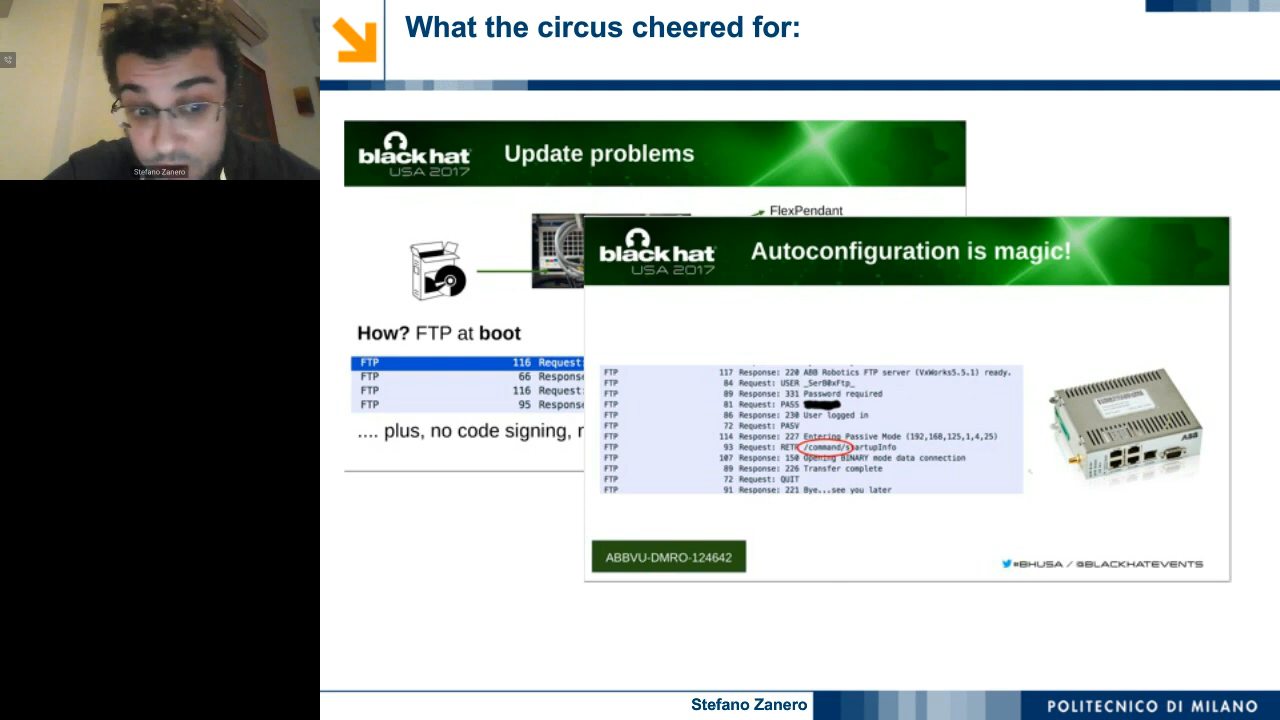 Stefano Zanero
What the circus cheered for:
black hat
USA 2017
Update problems
FlexPendant
How? FTP at boot
FTP 116 Request:
FTP 66 Response
FTP 116 Request:
FTP 95 Response
.... plus, no code signing,
black hat
USA 2017
Autoconfiguration is magic!
FTP 117 Response: 220 ABB Robotics FTP server (VxWorks5.5.1) ready.
FTP 84 Request: USER _SerB0xFtp_
FTP 89 Response: 331 Password required
FTP 81 Request: PASS
FTP 86 Response: 230 User logged in
FTP 72 Request: PASV
FTP 114 Response: 227 Entering Passive Mode (192,168,125,1,4,25)
FTP 93 Request: RETR /command/startupInfo
FTP 107 Response: 150 Opening BINARY mode data connection
FTP 89 Response: 226 Transfer complete
FTP 72 Request: QUIT
FTP 91 Response: 221 Bye...see you later
ABB
ABBVU-DMRO-124642
#BHUSA / @BLACKHATEVENTS
Stefano Zanero
POLITECNICO DI MILANO